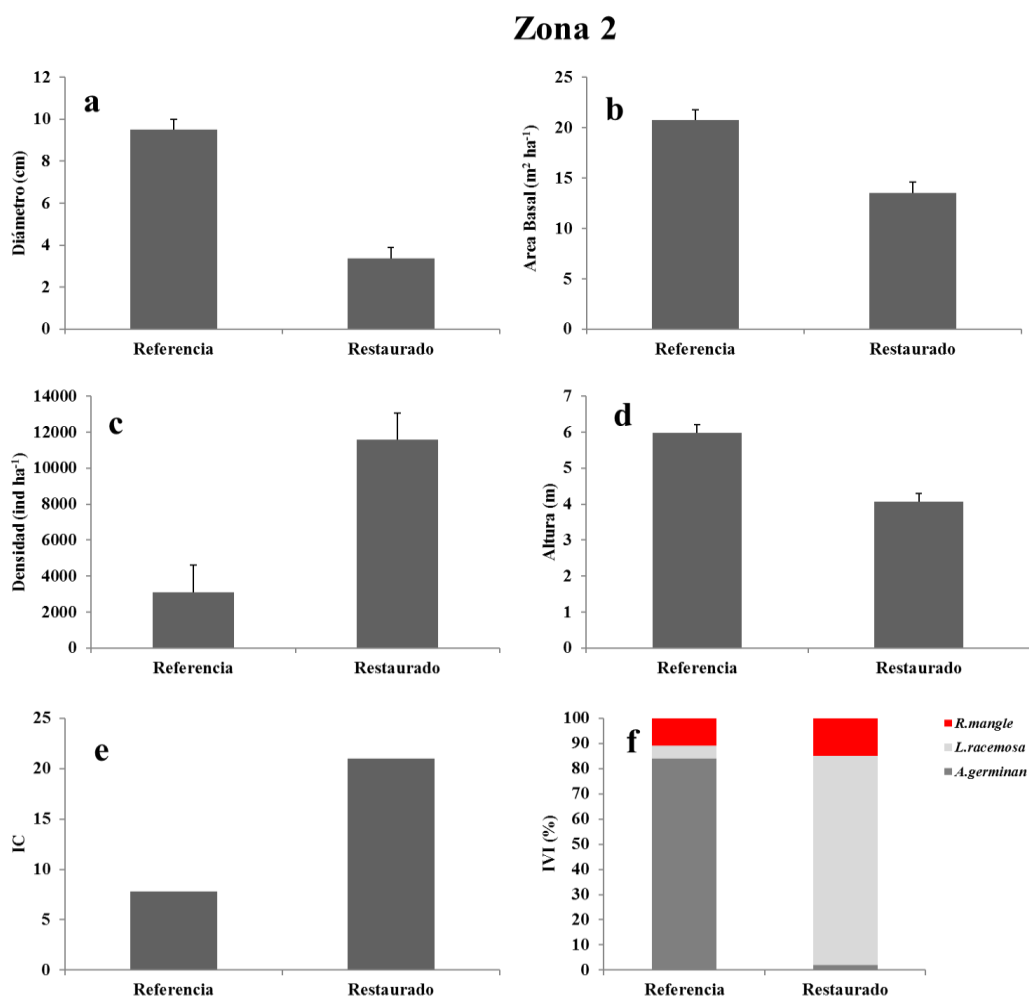 Zona 2
a
Diámetro (cm)
12
10
8
6
4
2
0
Referencia Restaurado
b
Area Basal (m² ha⁻¹)
25
20
15
10
5
0
Referencia Restaurado
c
Densidad (ind ha⁻¹)
14000
12000
10000
8000
6000
4000
2000
0
Referencia Restaurado
d
Altura (m)
7
6
5
4
3
2
1
0
Referencia Restaurado
e
IC
25
20
15
10
5
0
Referencia Restaurado
f
IVI (%)
100
90
80
70
60
50
40
30
20
10
0
Referencia Restaurado
R.mangle
L.racemosa
A.germinan